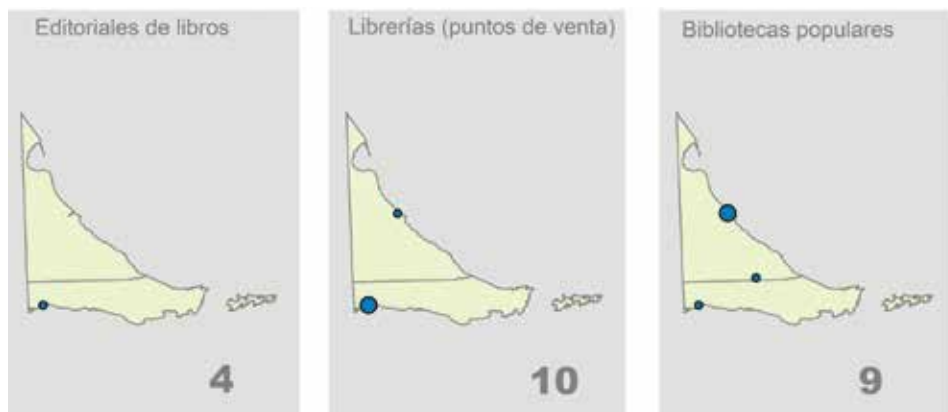 Editoriales de libros
4
Librerías (puntos de venta)
10
Bibliotecas populares
9